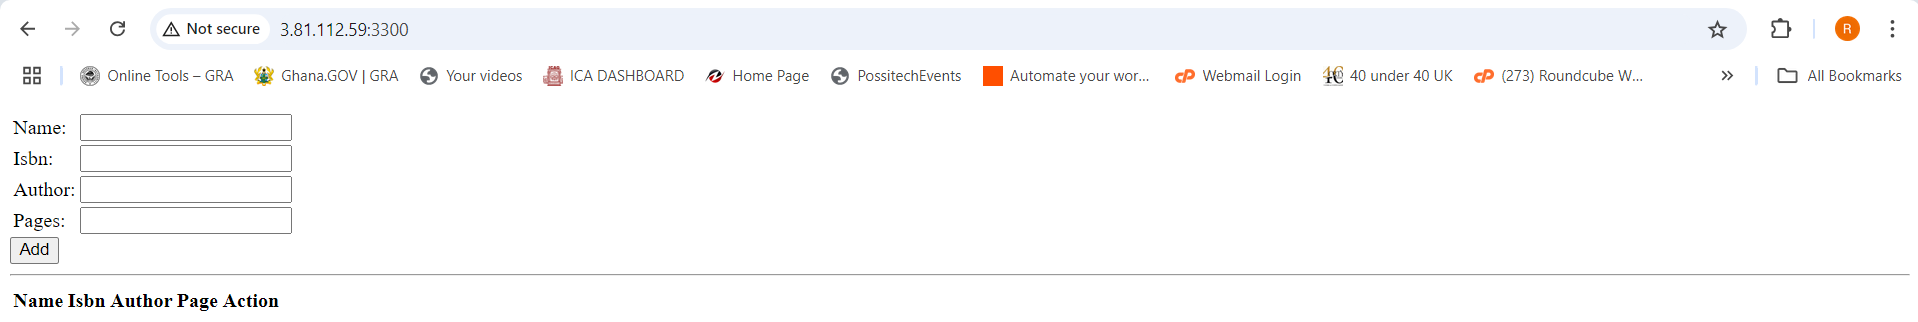 Not secure 3.81.112.59:3300 R
Online Tools – GRA Ghana.GOV | GRA Your videos ICA DASHBOARD Home Page PossitechEvents Automate your wor... Webmail Login 40 under 40 UK (273) Roundcube W... » All Bookmarks
Name:
Isbn:
Author:
Pages:
Add
Name Isbn Author Page Action